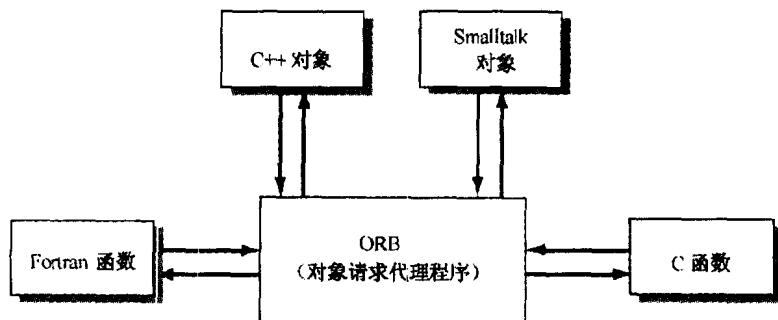 C++ 对象
Smalltalk
对象
Fortran 函数
ORB
（对象请求代理程序）
C 函数